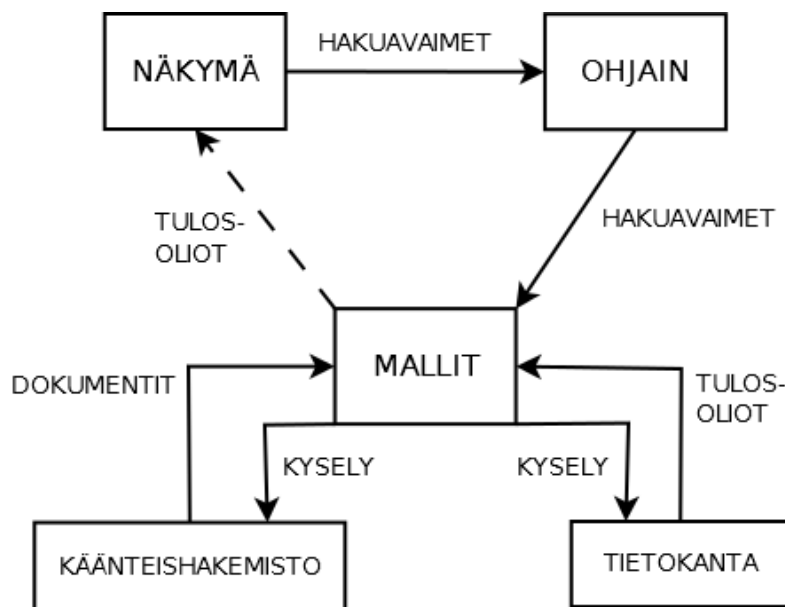 HAKUAVAIMET
NÄKYMÄ
OHJAIN
TULOS-
OLIOT
HAKUAVAIMET
MALLIT
DOKUMENTIT
TULOS-
OLIOT
KYSELY
KYSELY
KÄÄNTEISHAKEMISTO
TIETOKANTA